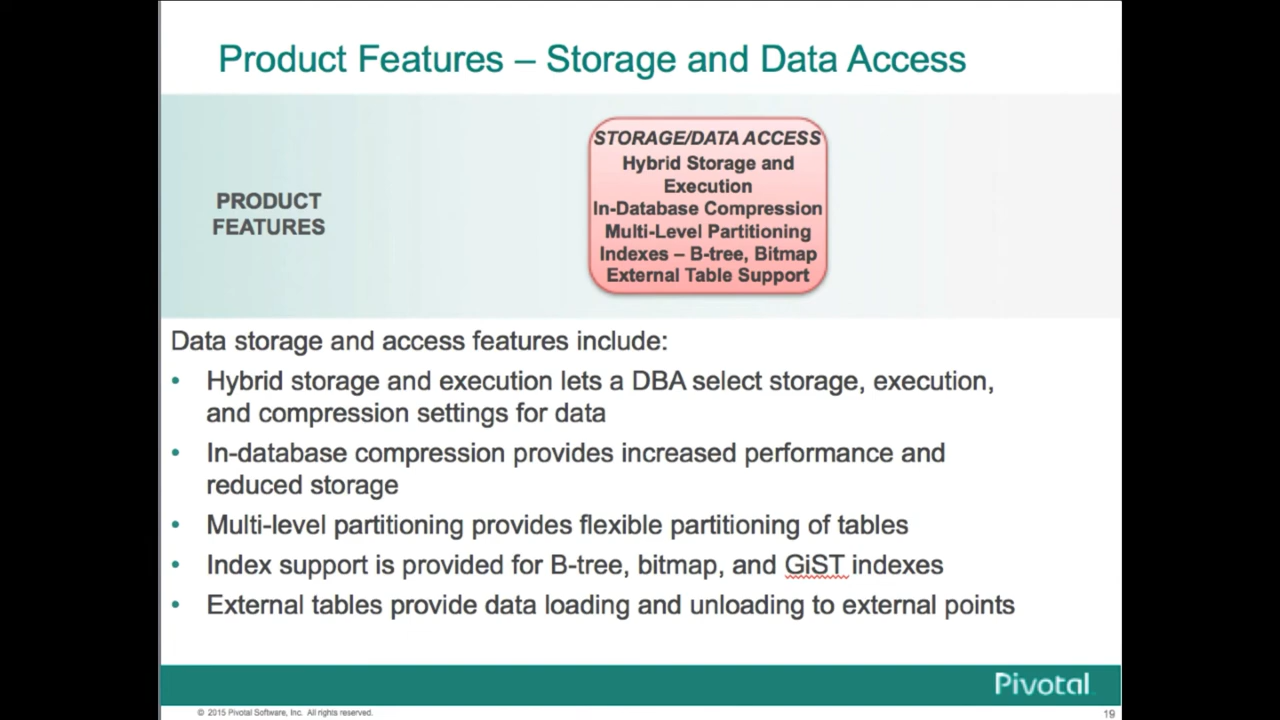 Product Features – Storage and Data Access
PRODUCT
FEATURES
STORAGE/DATA ACCESS
Hybrid Storage and
Execution
In-Database Compression
Multi-Level Partitioning
Indexes – B-tree, Bitmap
External Table Support
Data storage and access features include:
• Hybrid storage and execution lets a DBA select storage, execution,
and compression settings for data
• In-database compression provides increased performance and
reduced storage
• Multi-level partitioning provides flexible partitioning of tables
• Index support is provided for B-tree, bitmap, and GiST indexes
• External tables provide data loading and unloading to external points
Pivotal
© 2015 Pivotal Software, Inc. All rights reserved.
19